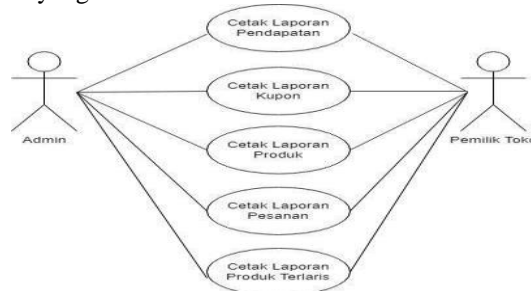 Cetak Laporan
Pendapatan
Cetak Laporan
Kupon
Admin
Pemilik Toko
Cetak Laporan
Produk
Cetak Laporan
Pesanan
Cetak Laporan
Produk Terlaris